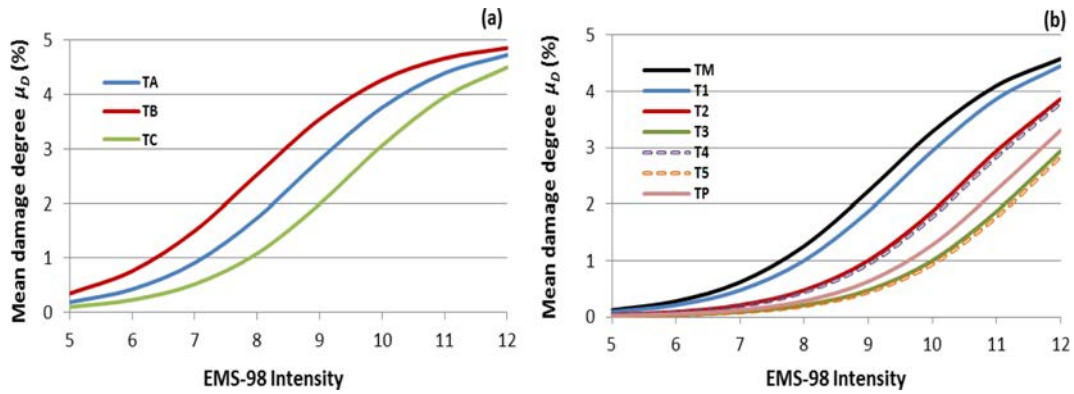 (a)
Mean damage degree μ_D (%)
5
4
3
2
1
0
TA
TB
TC
5 6 7 8 9 10 11 12
EMS-98 Intensity
(b)
Mean damage degree μ_D (%)
5
4
3
2
1
0
TM
T1
T2
T3
T4
T5
TP
5 6 7 8 9 10 11 12
EMS-98 Intensity